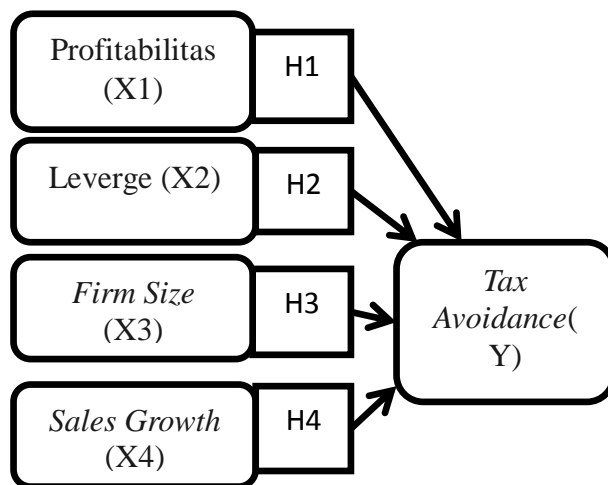 Profitabilitas
(X1)
H1
Leverge (X2)
H2
Firm Size
(X3)
H3
Sales Growth
(X4)
H4
Tax
Avoidance(
Y)